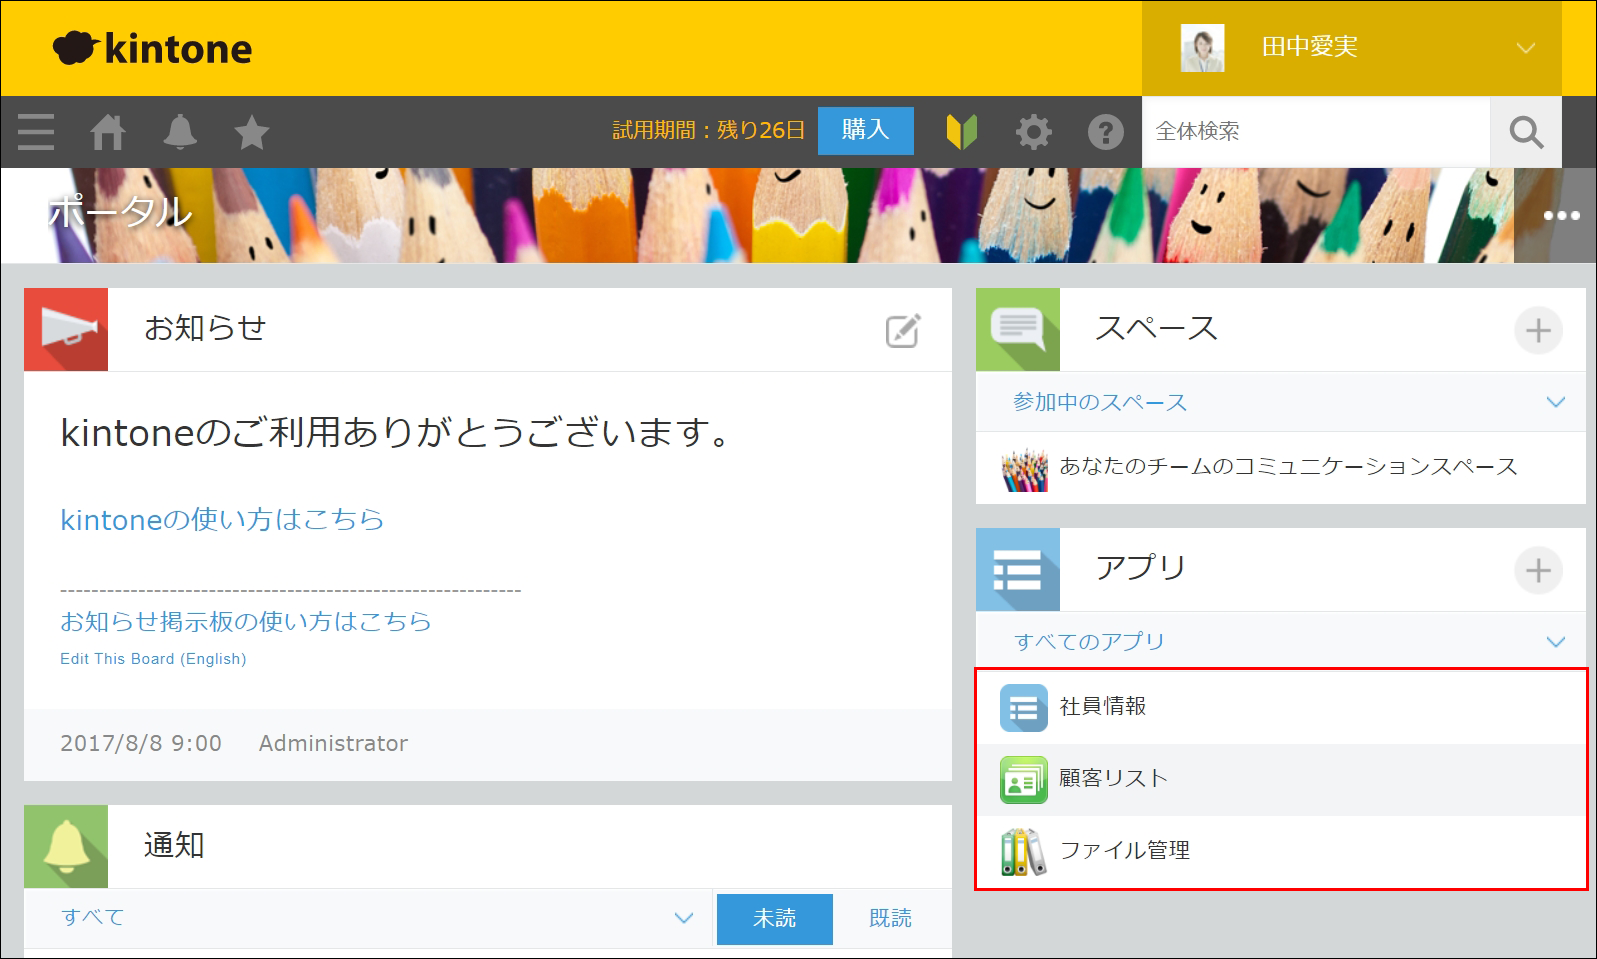 kintone
田中愛実
試用期間：残り26日
購入
全体検索
ポータル
お知らせ
kintoneのご利用ありがとうございます。
kintoneの使い方はこちら
----------------------------------------------------------
お知らせ掲示板の使い方はこちら
Edit This Board (English)
2017/8/8 9:00 Administrator
通知
すべて
未読
既読
スペース
参加中のスペース
あなたのチームのコミュニケーションスペース
アプリ
すべてのアプリ
社員情報
顧客リスト
ファイル管理